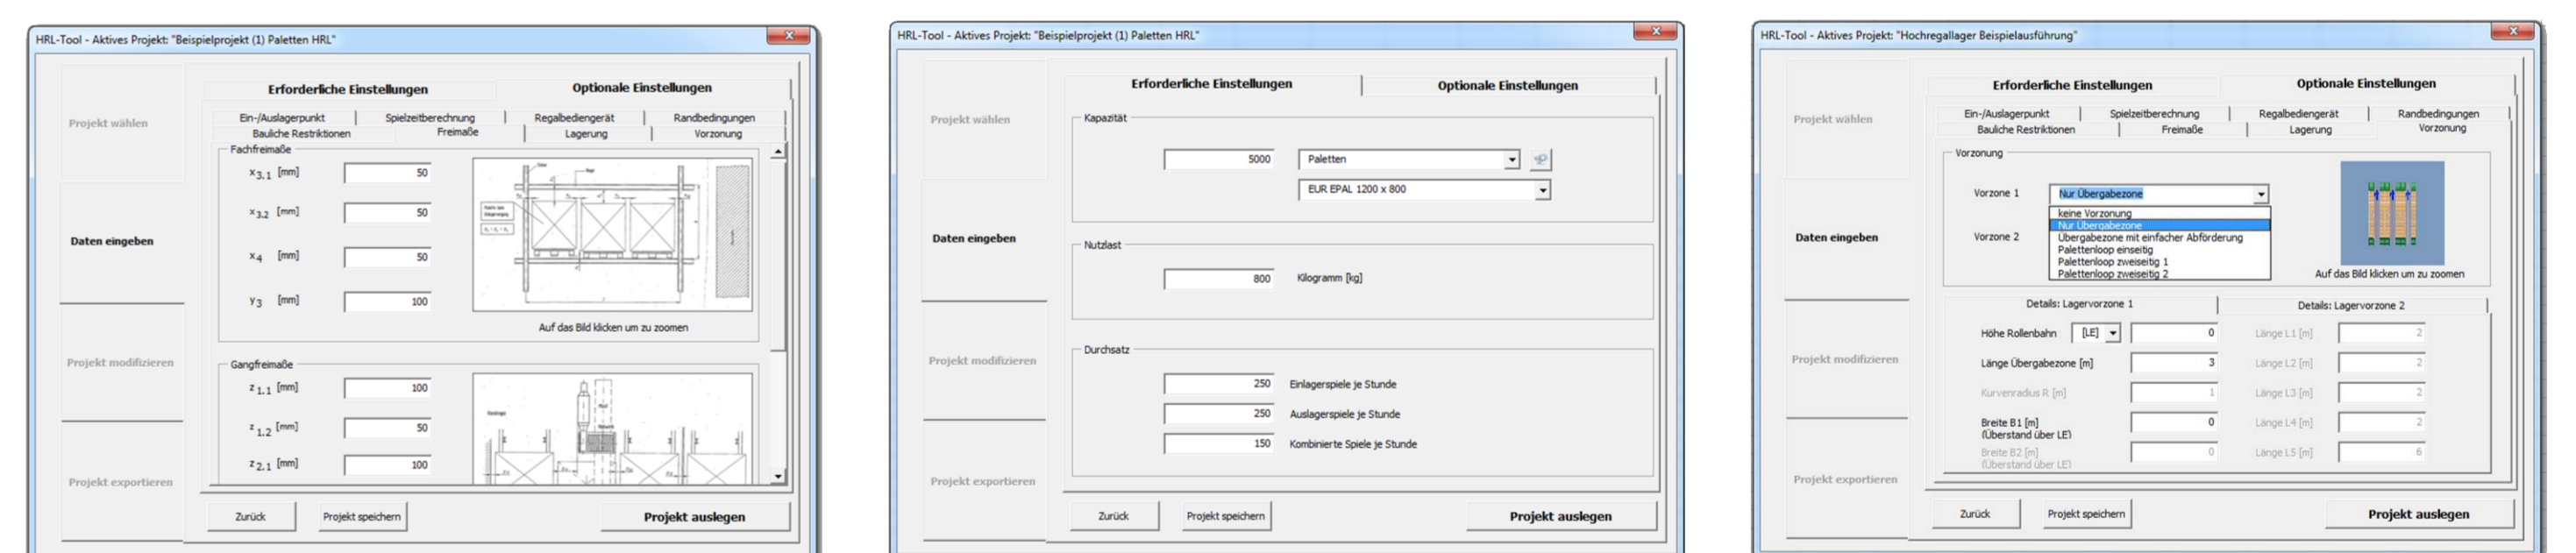 HRL-Tool - Aktives Projekt: "Beispielprojekt (1) Paletten HRL"
Projekt wählen
Daten eingeben
Projekt modifizieren
Projekt exportieren
Erforderliche Einstellungen
Optionale Einstellungen
Ein-/Auslagerpunkt
Spielzeitberechnung
Regalbediengerät
Randbedingungen
Bauliche Restriktionen
Freimaße
Lagerung
Vorzonung
Fachfreimaße
x 3.1 [mm] 50
x 3.2 [mm] 50
x 4 [mm] 50
y 3 [mm] 100
Auf das Bild klicken um zu zoomen
Gangfreimaße
z 1.1 [mm] 100
z 1.2 [mm] 50
z 2.1 [mm] 100
Zurück
Projekt speichern
Projekt auslegen
HRL-Tool - Aktives Projekt: "Beispielprojekt (1) Paletten HRL"
Projekt wählen
Daten eingeben
Projekt modifizieren
Projekt exportieren
Erforderliche Einstellungen
Optionale Einstellungen
Kapazität
5000 Paletten
EUR EPAL 1200 x 800
Nutzlast
800 Kilogramm [kg]
Durchsatz
250 Einlagerspiele je Stunde
250 Auslagerspiele je Stunde
150 Kombinierte Spiele je Stunde
Zurück
Projekt speichern
Projekt auslegen
HRL-Tool - Aktives Projekt: "Hochregallager Beispielausführung"
Projekt wählen
Daten eingeben
Projekt modifizieren
Projekt exportieren
Erforderliche Einstellungen
Optionale Einstellungen
Ein-/Auslagerpunkt
Spielzeitberechnung
Regalbediengerät
Randbedingungen
Bauliche Restriktionen
Freimaße
Lagerung
Vorzonung
Vorzonung
Vorzone 1 Nur Übergabezone
keine Vorzonung
Nur Übergabezone
Vorzone 2
Übergabezone mit einfacher Abförderung
Palettenloop einseitig
Palettenloop zweiseitig 1
Palettenloop zweiseitig 2
Auf das Bild klicken um zu zoomen
Details: Lagervorzone 1
Details: Lagervorzone 2
Höhe Rollenbahn [LE] 0
Länge L1 [m] 2
Länge Übergabezone [m] 3
Länge L2 [m] 2
Kurvenradius R [m] 1
Länge L3 [m] 2
Breite B1 [m] 0
(Überstand über LE)
Länge L4 [m] 2
Breite B2 [m] 0
(Überstand über LE)
Länge L5 [m] 6
Zurück
Projekt speichern
Projekt auslegen